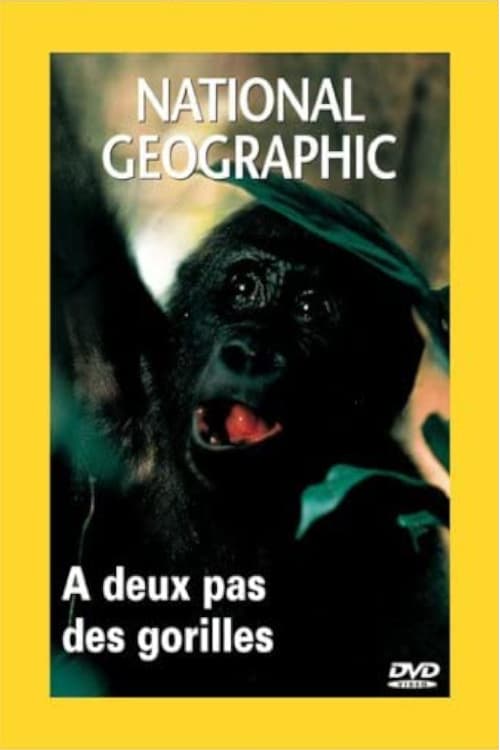 NATIONAL
GEOGRAPHIC
A deux pas
des gorilles
DVD
VIDEO